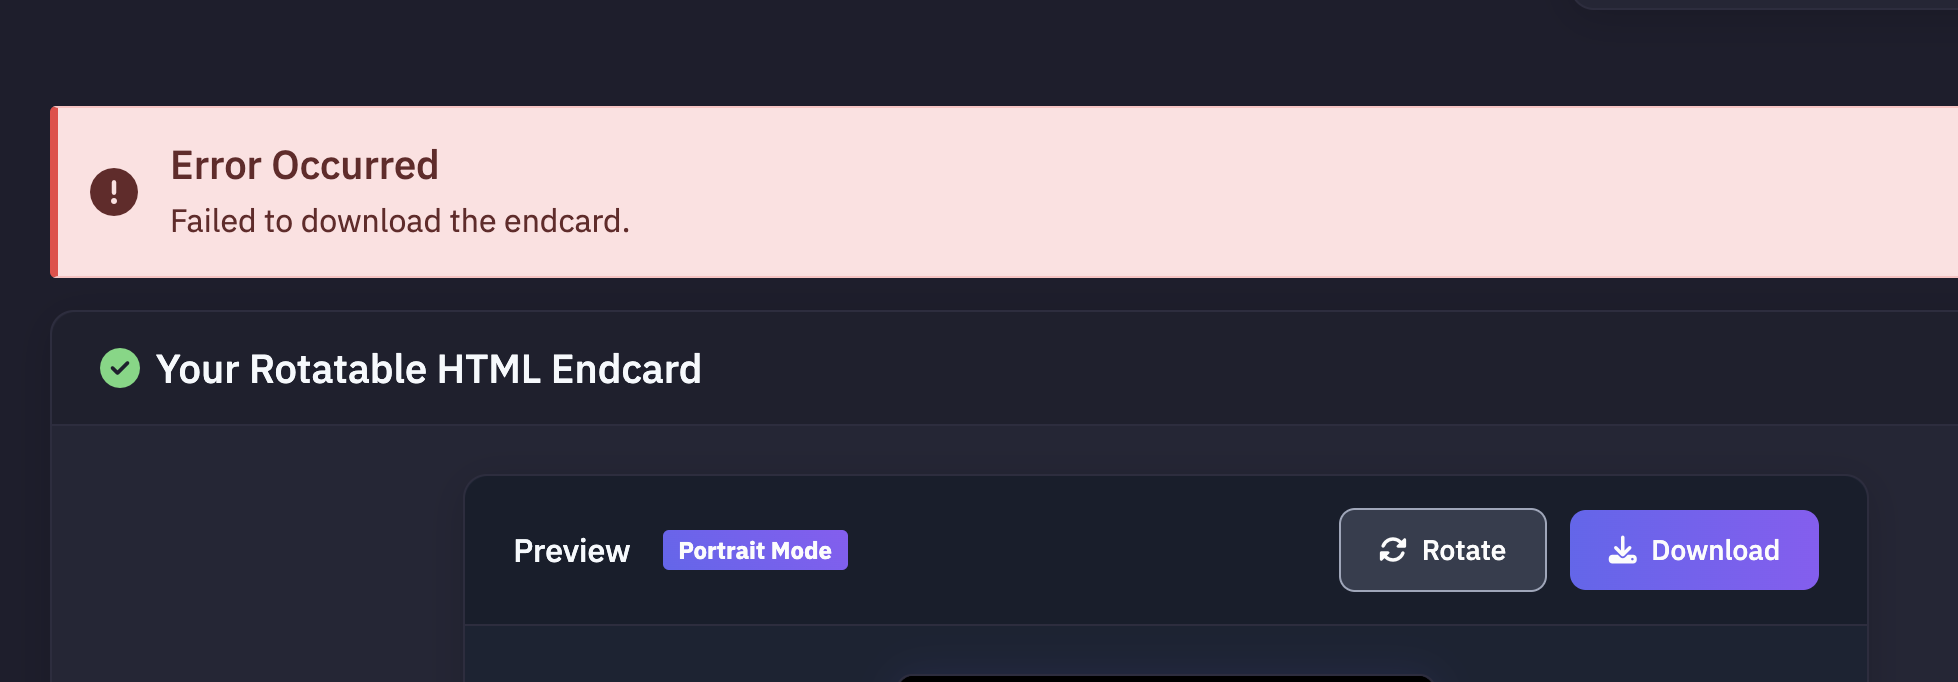 Error Occurred
Failed to download the endcard.
Your Rotatable HTML Endcard
Preview
Portrait Mode
Rotate
Download